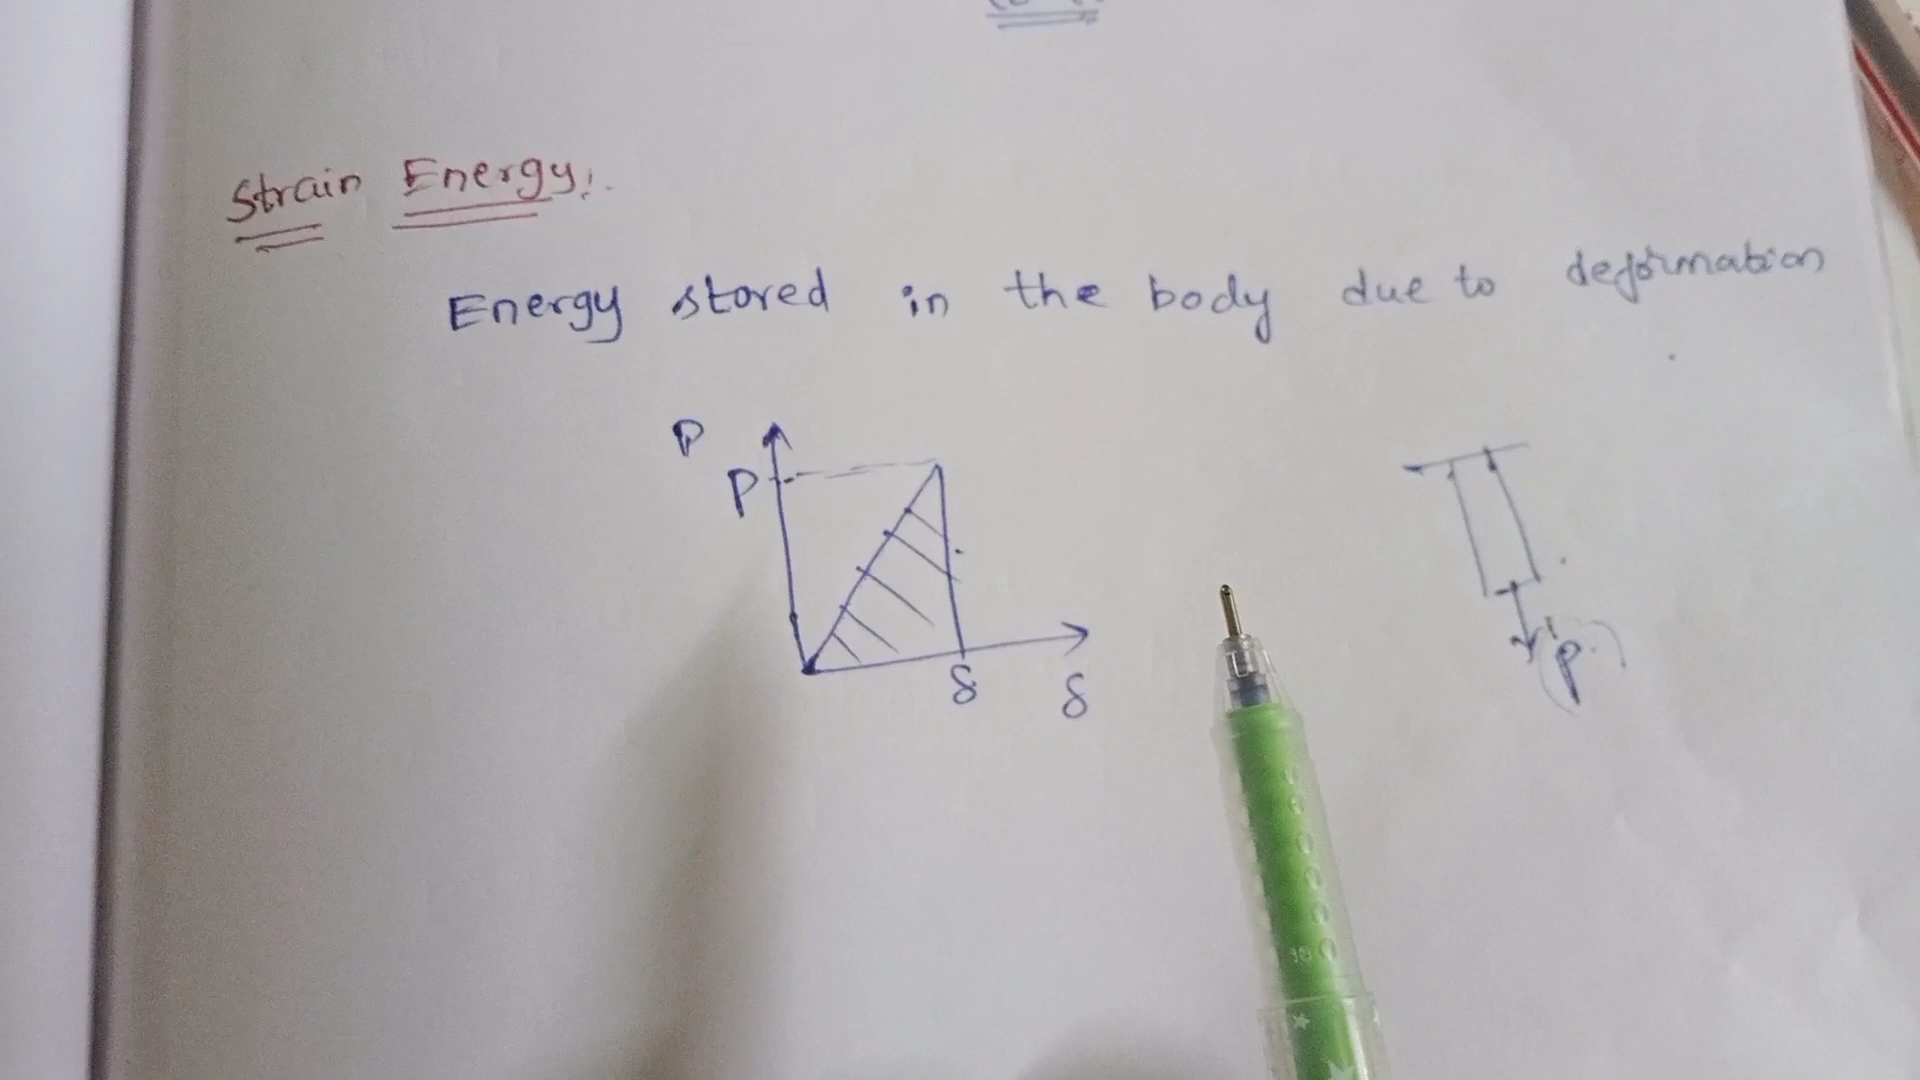 Strain Energy:
Energy stored in the body due to deformation
P
P
δ
δ
P